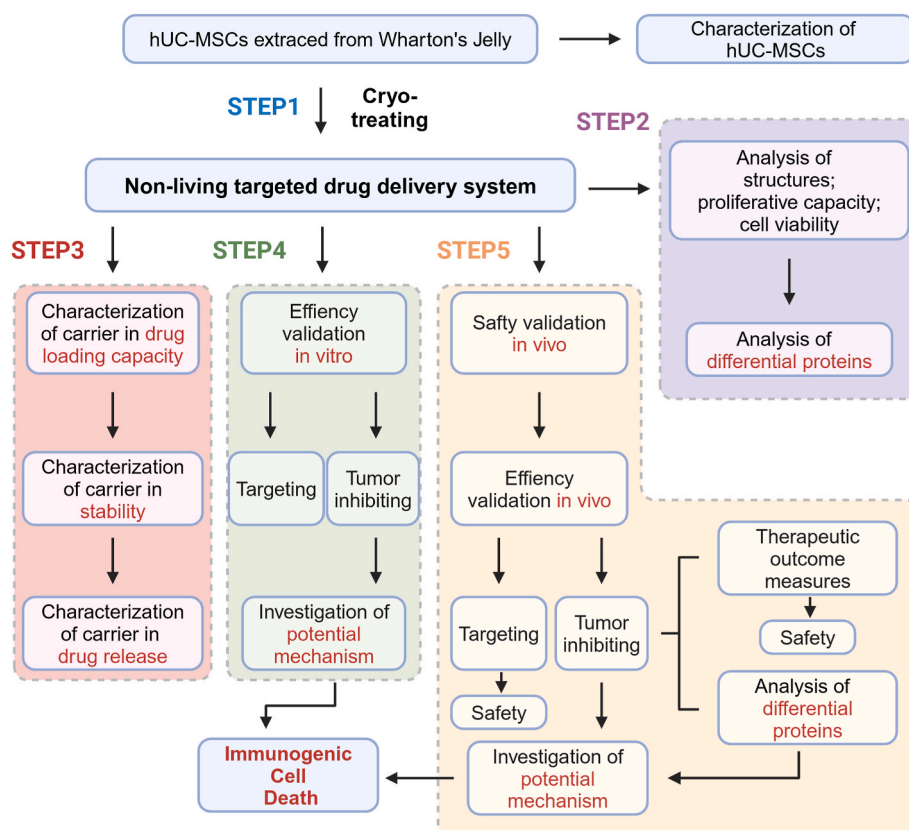 hUC-MSCs extraced from Wharton's Jelly
Characterization of
hUC-MSCs
STEP1
Cryo-
treating
STEP2
Non-living targeted drug delivery system
Analysis of
structures;
proliferative capacity;
cell viability
Analysis of
differential proteins
STEP3
Characterization
of carrier in drug
loading capacity
Characterization
of carrier in
stability
Characterization
of carrier in
drug release
STEP4
Effiency
validation
in vitro
Targeting
Tumor
inhibiting
Investigation of
potential
mechanism
STEP5
Safty validation
in vivo
Effiency
validation in vivo
Targeting
Safety
Tumor
inhibiting
Therapeutic
outcome
measures
Safety
Analysis of
differential
proteins
Investigation of
potential
mechanism
Immunogenic
Cell
Death